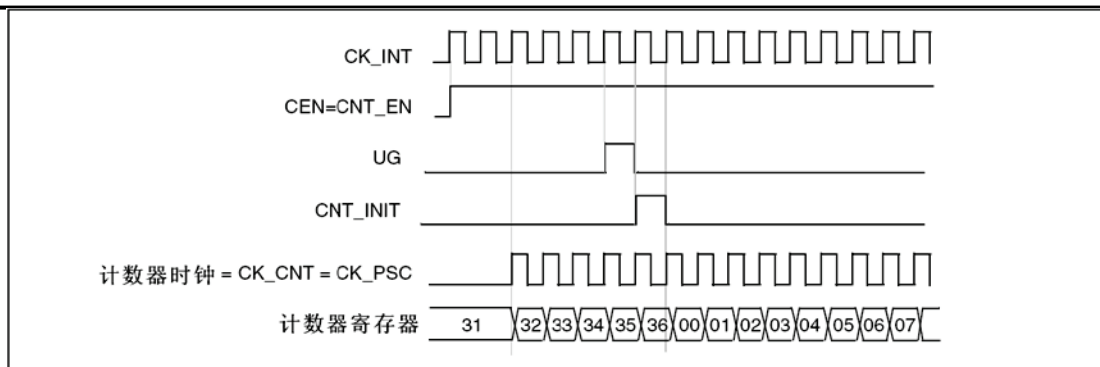 CK_INT
CEN=CNT_EN
UG
CNT_INIT
计数器时钟 = CK_CNT = CK_PSC
计数器寄存器 31 32 33 34 35 36 00 01 02 03 04 05 06 07